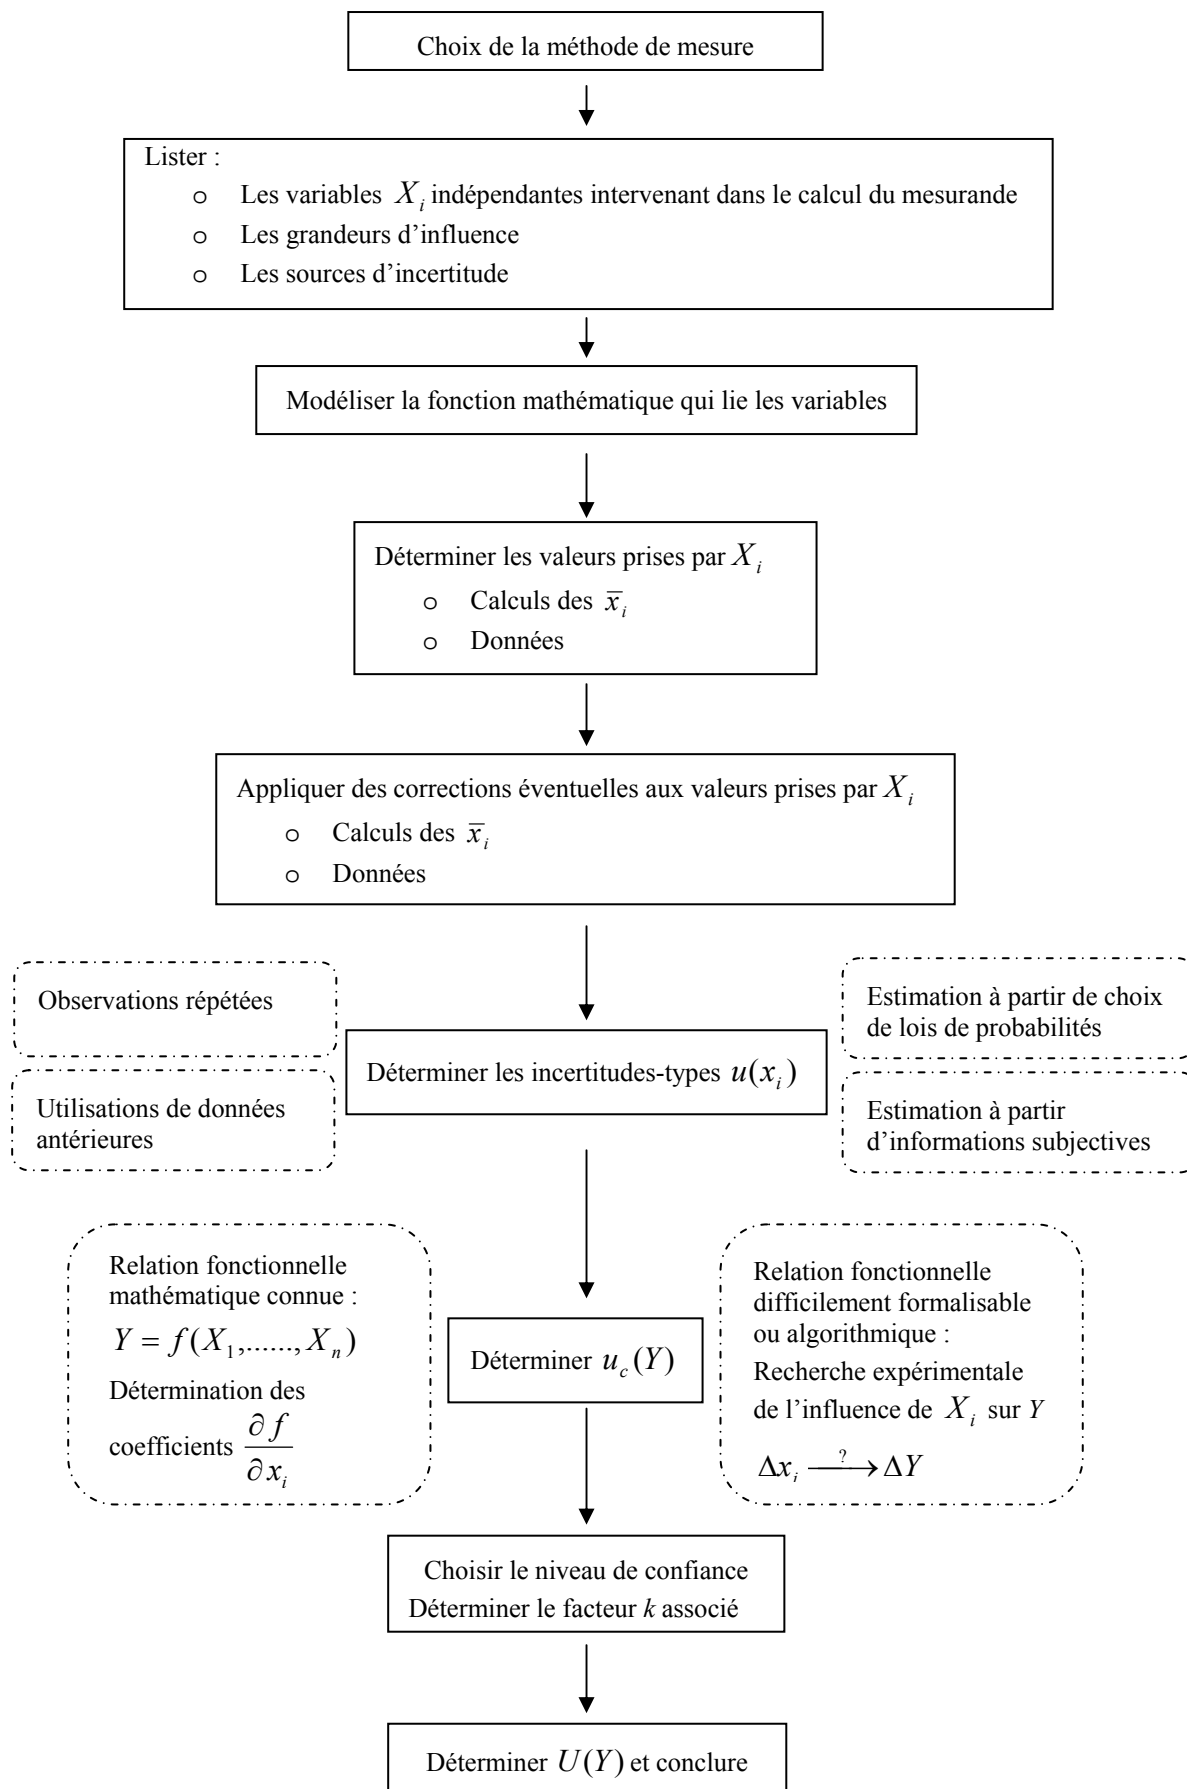 Choix de la méthode de mesure
Lister :
o Les variables X_i indépendantes intervenant dans le calcul du mesurande
o Les grandeurs d’influence
o Les sources d’incertitude
Modéliser la fonction mathématique qui lie les variables
Déterminer les valeurs prises par X_i
o Calculs des x̄_i
o Données
Appliquer des corrections éventuelles aux valeurs prises par X_i
o Calculs des x̄_i
o Données
Observations répétées
Utilisations de données
antérieures
Déterminer les incertitudes-types u(x_i)
Estimation à partir de choix
de lois de probabilités
Estimation à partir
d’informations subjectives
Relation fonctionnelle
mathématique connue :
Y = f(X_1,......, X_n)
Détermination des
coefficients ∂f/∂x_i
Déterminer u_c(Y)
Relation fonctionnelle
difficilement formalisable
ou algorithmique :
Recherche expérimentale
de l’influence de X_i sur Y
Δx_i —?→ ΔY
Choisir le niveau de confiance
Déterminer le facteur k associé
Déterminer U(Y) et conclure